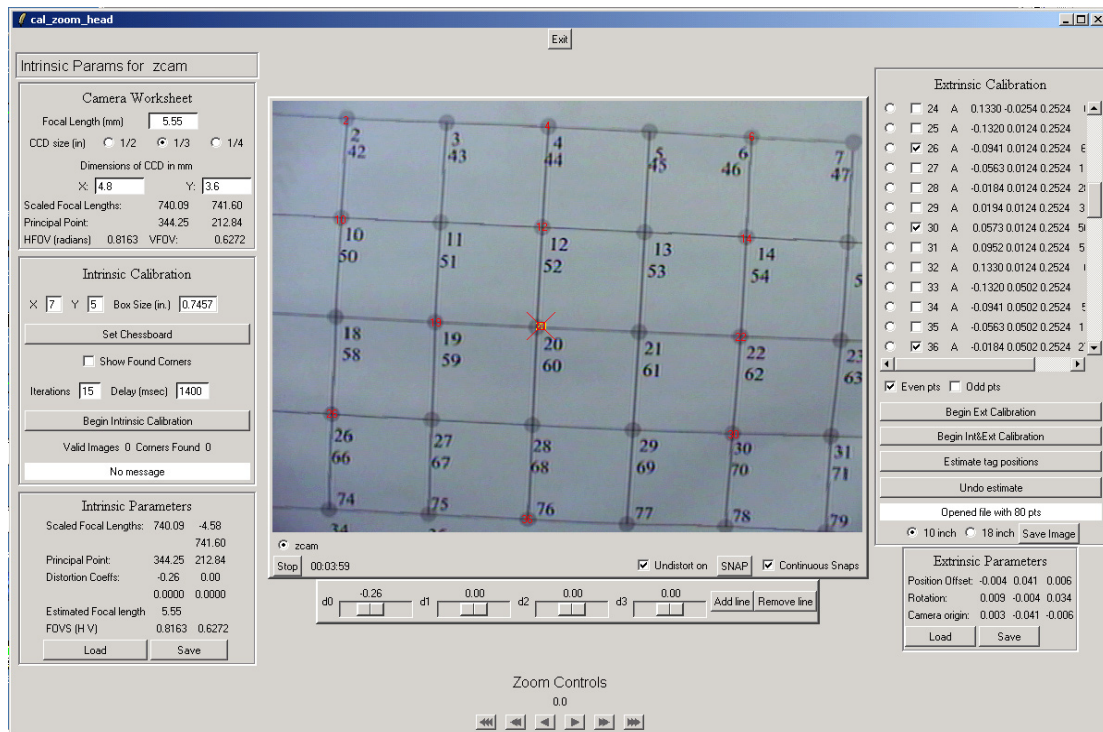 cal_zoom_head
Exit
Intrinsic Params for zcam
Camera Worksheet
Focal Length (mm) 5.55
CCD size (in) 1/2 1/3 1/4
Dimensions of CCD in mm
X: 4.8 Y: 3.6
Scaled Focal Lengths: 740.09 741.60
Principal Point: 344.25 212.84
HFOV (radians) 0.8163 VFOV: 0.6272
Intrinsic Calibration
X 7 Y 5 Box Size (in.) 0.7457
Set Chessboard
Show Found Corners
Iterations 15 Delay (msec) 1400
Begin Intrinsic Calibration
Valid Images 0 Corners Found 0
No message
Intrinsic Parameters
Scaled Focal Lengths: 740.09 -4.58
741.60
Principal Point: 344.25 212.84
Distortion Coeffs: -0.26 0.00
0.0000 0.0000
Estimated Focal length 5.55
FOVS (H V) 0.8163 0.6272
Load Save
2 3 4 5 6 7
42 43 44 45 46 47
10 11 12 13 14
50 51 52 53 54 5
18 19 20 21 22 23
58 59 60 61 62 63
26 27 28 29 30 31
66 67 68 69 70 71
74 75 76 77 78 79
zcam
Stop 00:03:59 Undistort on SNAP Continuous Snaps
d0 -0.26 d1 0.00 d2 0.00 d3 0.00 Add line Remove line
Zoom Controls
0.0
Extrinsic Calibration
24 A 0.1330 -0.0254 0.2524
25 A -0.1320 0.0124 0.2524
26 A -0.0941 0.0124 0.2524 6
27 A -0.0563 0.0124 0.2524 1
28 A -0.0184 0.0124 0.2524 2
29 A 0.0194 0.0124 0.2524 3
30 A 0.0573 0.0124 0.2524 5
31 A 0.0952 0.0124 0.2524 5
32 A 0.1330 0.0124 0.2524
33 A -0.1320 0.0502 0.2524
34 A -0.0941 0.0502 0.2524 5
35 A -0.0563 0.0502 0.2524 1
36 A -0.0184 0.0502 0.2524 2
Even pts Odd pts
Begin Ext Calibration
Begin Int&Ext Calibration
Estimate tag positions
Undo estimate
Opened file with 80 pts
10 inch 18 inch Save Image
Extrinsic Parameters
Position Offset: -0.004 0.041 0.006
Rotation: 0.009 -0.004 0.034
Camera origin: 0.003 -0.041 -0.006
Load Save